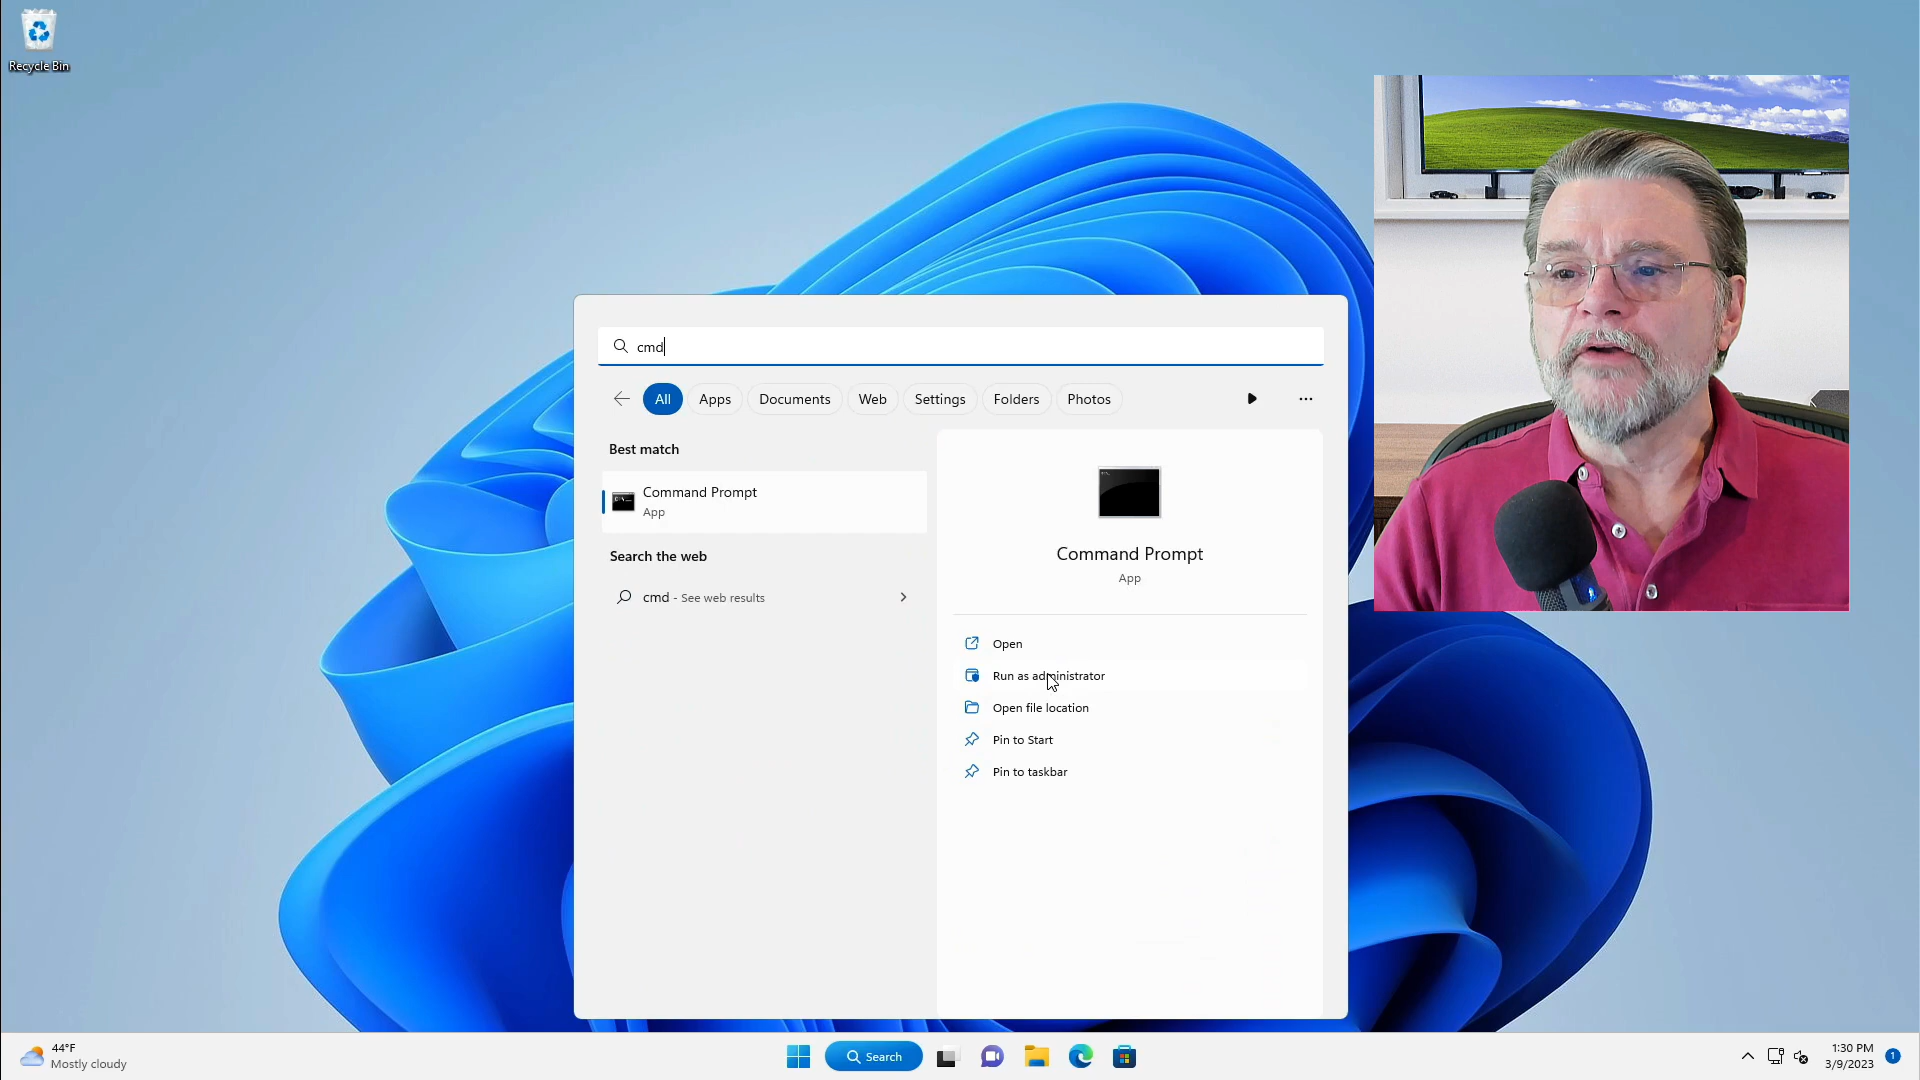 Recycle Bin
cmd
All
Apps
Documents
Web
Settings
Folders
Photos
Best match
Command Prompt
App
Search the web
cmd - See web results
Command Prompt
App
Open
Run as administrator
Open file location
Pin to Start
Pin to taskbar
44°F
Mostly cloudy
Search
1:30 PM
3/9/2023
1